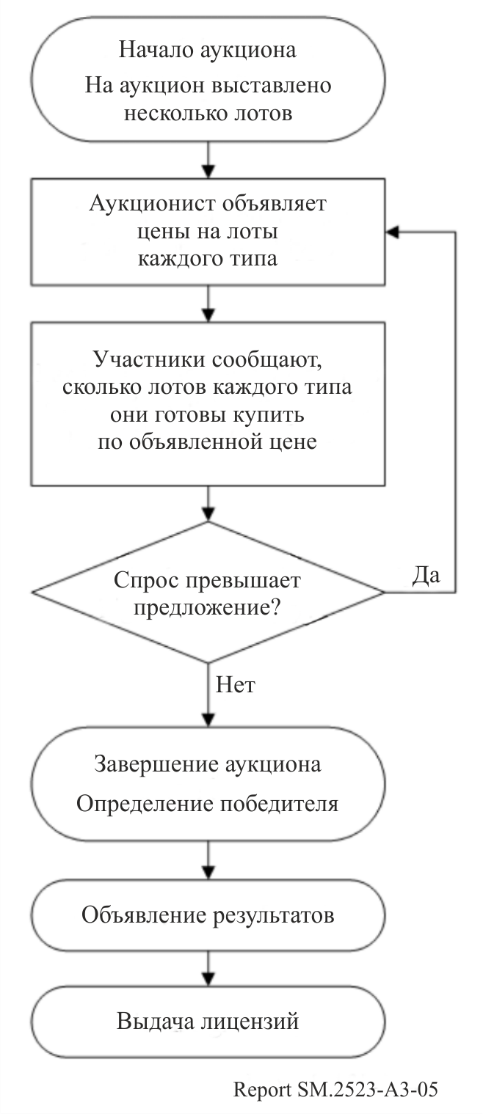 Начало аукциона
На аукцион выставлено
несколько лотов
Аукционист объявляет
цены на лоты
каждого типа
Участники сообщают,
сколько лотов каждого типа
они готовы купить
по объявленной цене
Спрос превышает
предложение?
Да
Нет
Завершение аукциона
Определение победителя
Объявление результатов
Выдача лицензий
Report SM.2523-A3-05